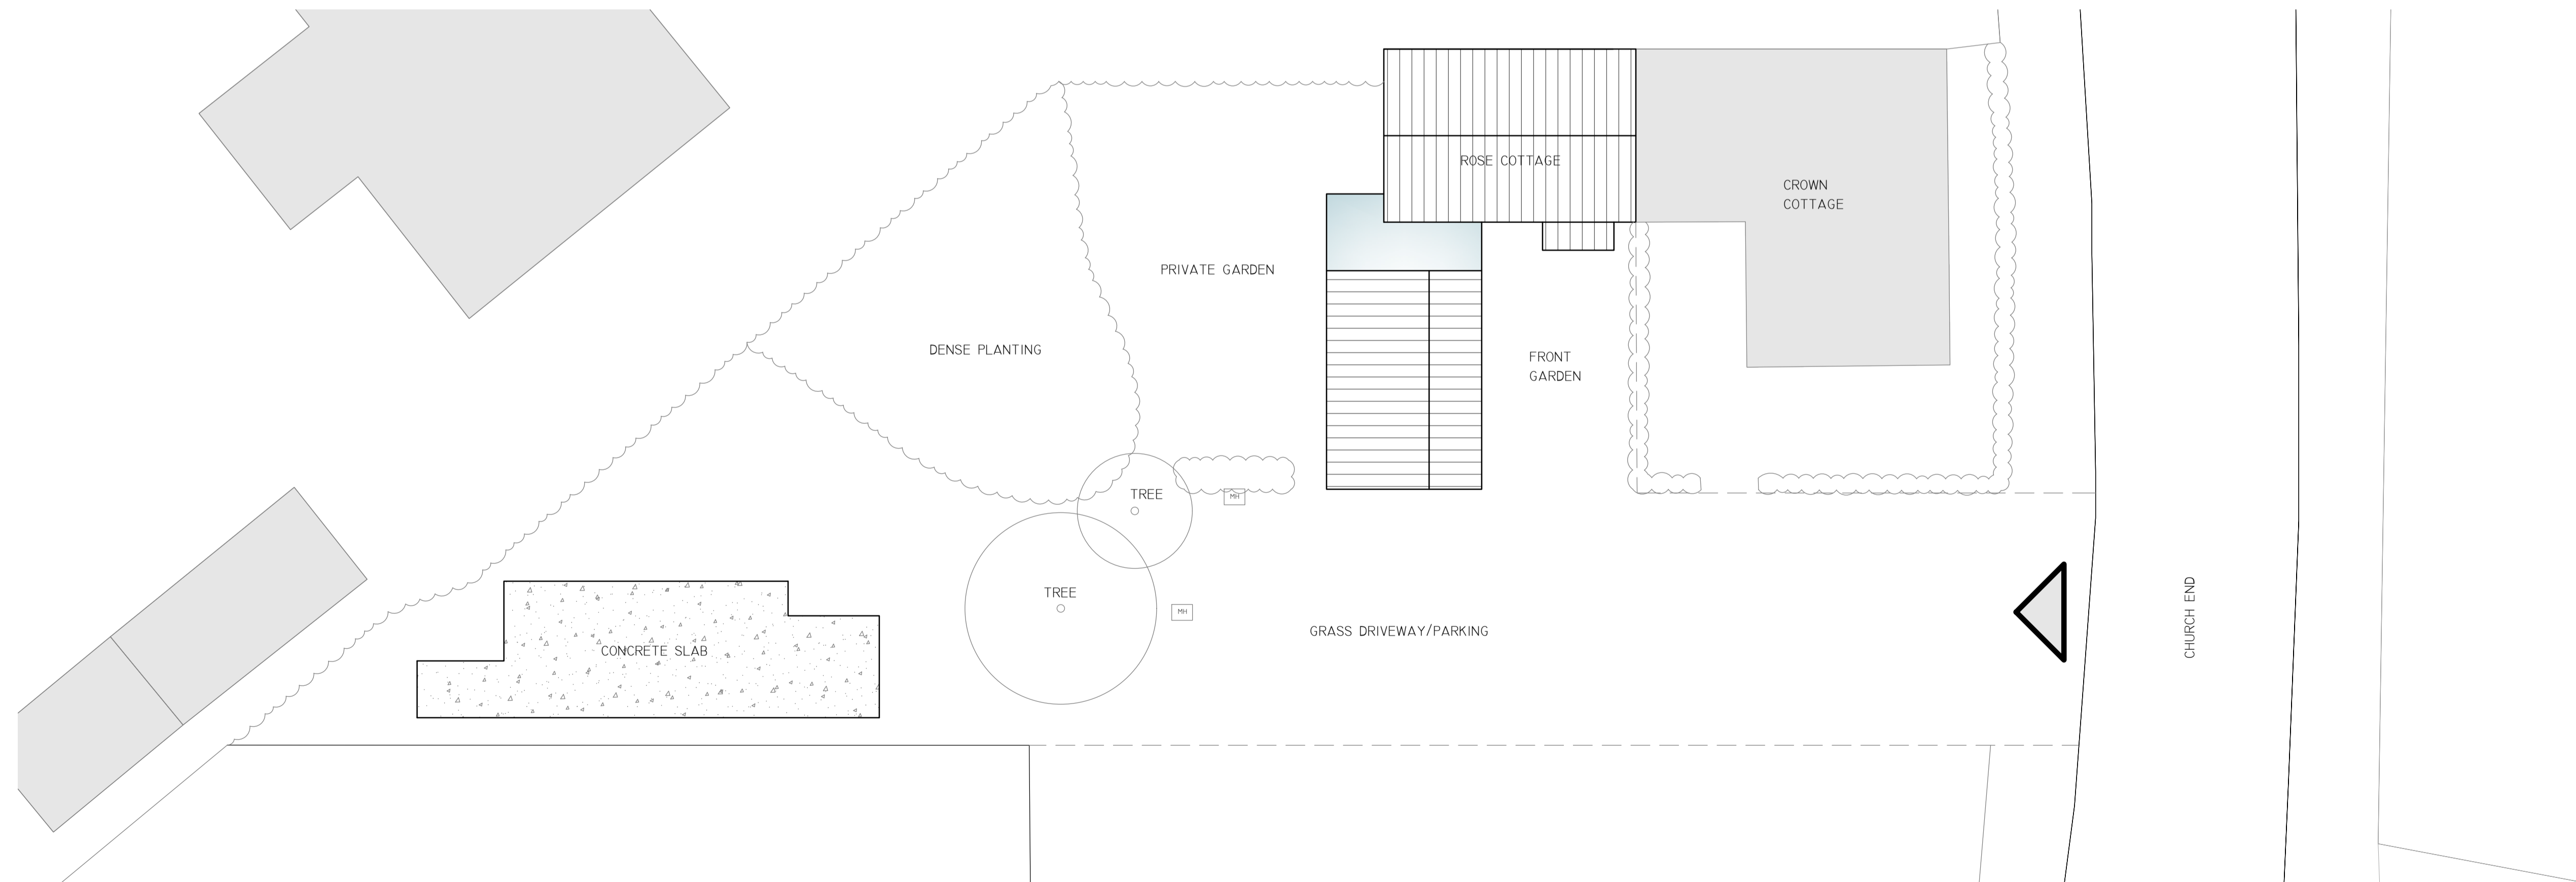 ROSE COTTAGE
CROWN
COTTAGE
PRIVATE GARDEN
DENSE PLANTING
FRONT
GARDEN
TREE
MH
TREE
MH
CONCRETE SLAB
GRASS DRIVEWAY/PARKING
CHURCH END